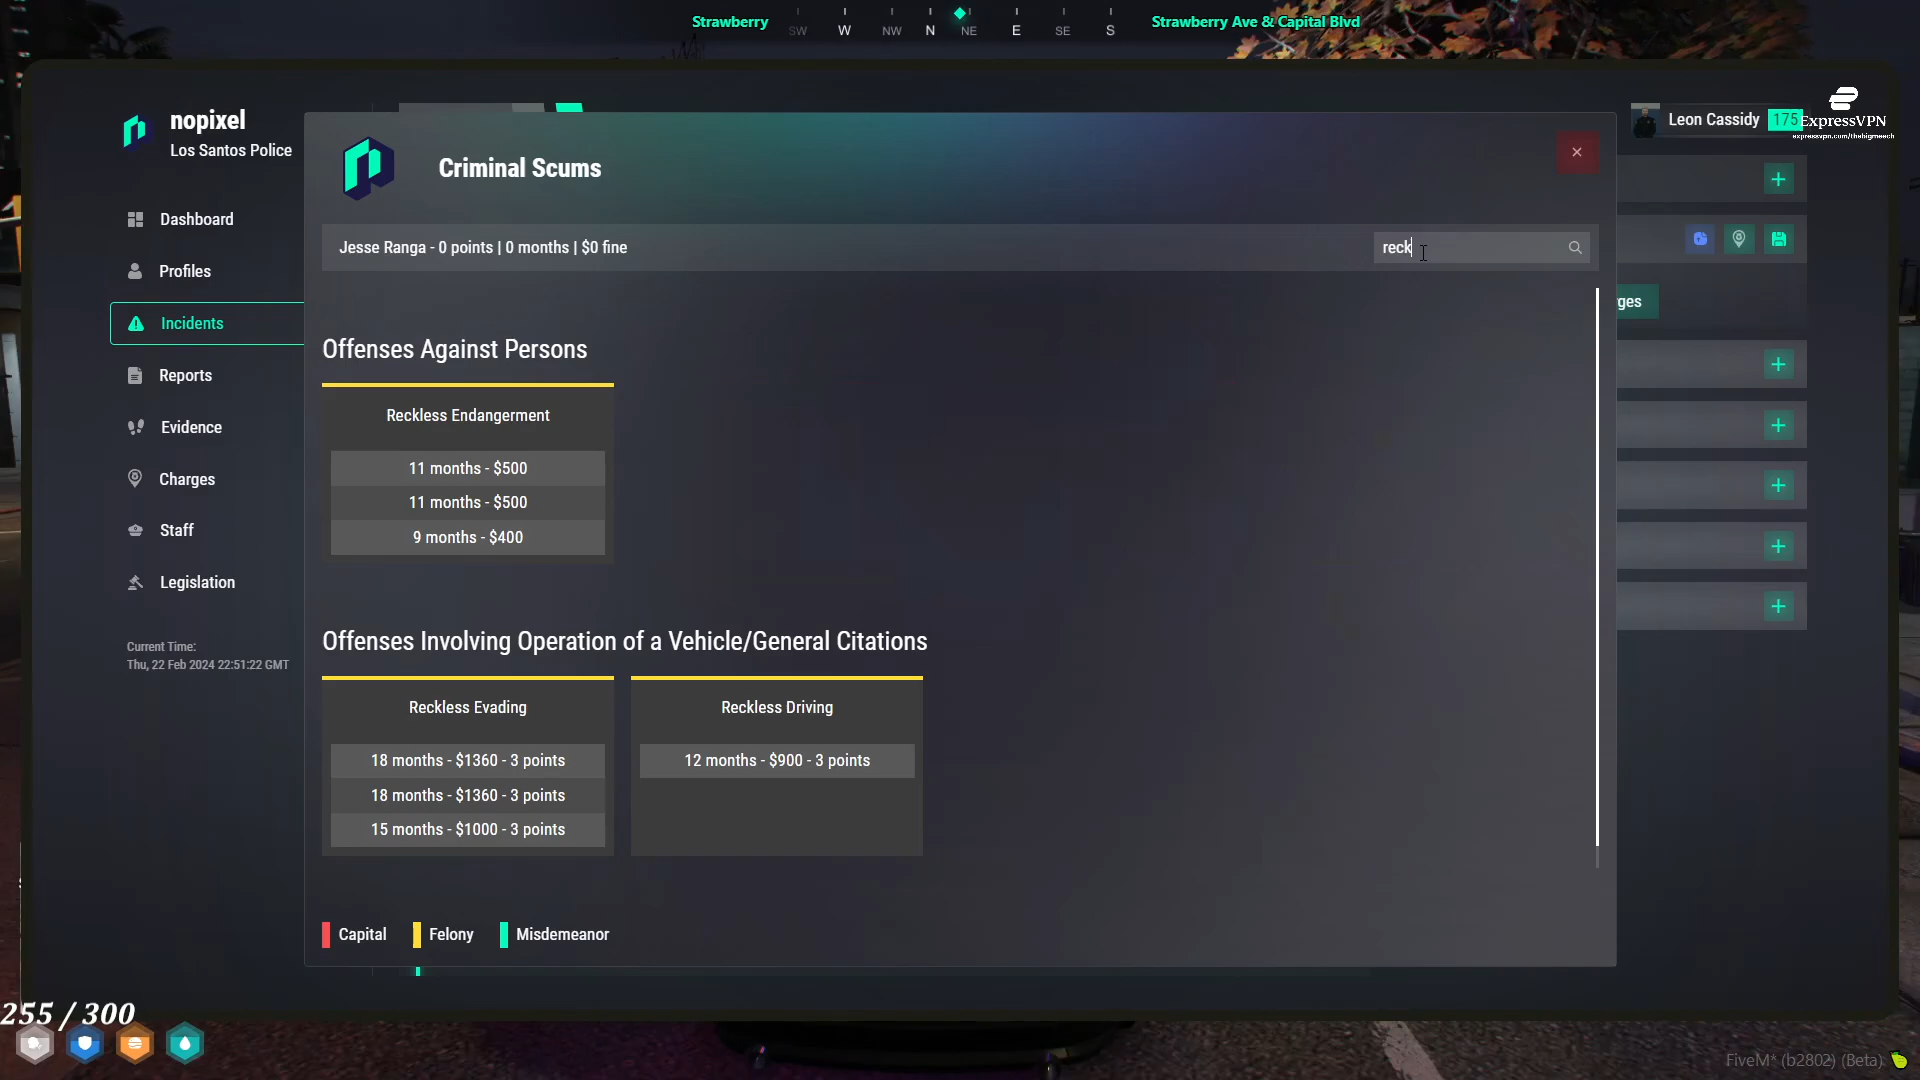 Strawberry
SW W NW N NE E SE S
Strawberry Ave & Capital Blvd
nopixel
Los Santos Police
Criminal Scums
×
Leon Cassidy 175
ExpressVPN
expressvpn.com/thebigmeech
Jesse Ranga - 0 points | 0 months | $0 fine
reck
Dashboard
Profiles
Incidents
Reports
Evidence
Charges
Staff
Legislation
Current Time:
Thu, 22 Feb 2024 22:51:22 GMT
ges
Offenses Against Persons
Reckless Endangerment
11 months - $500
11 months - $500
9 months - $400
Offenses Involving Operation of a Vehicle/General Citations
Reckless Evading
18 months - $1360 - 3 points
18 months - $1360 - 3 points
15 months - $1000 - 3 points
Reckless Driving
12 months - $900 - 3 points
Capital
Felony
Misdemeanor
255 / 300
FiveM* (b2802) (Beta)